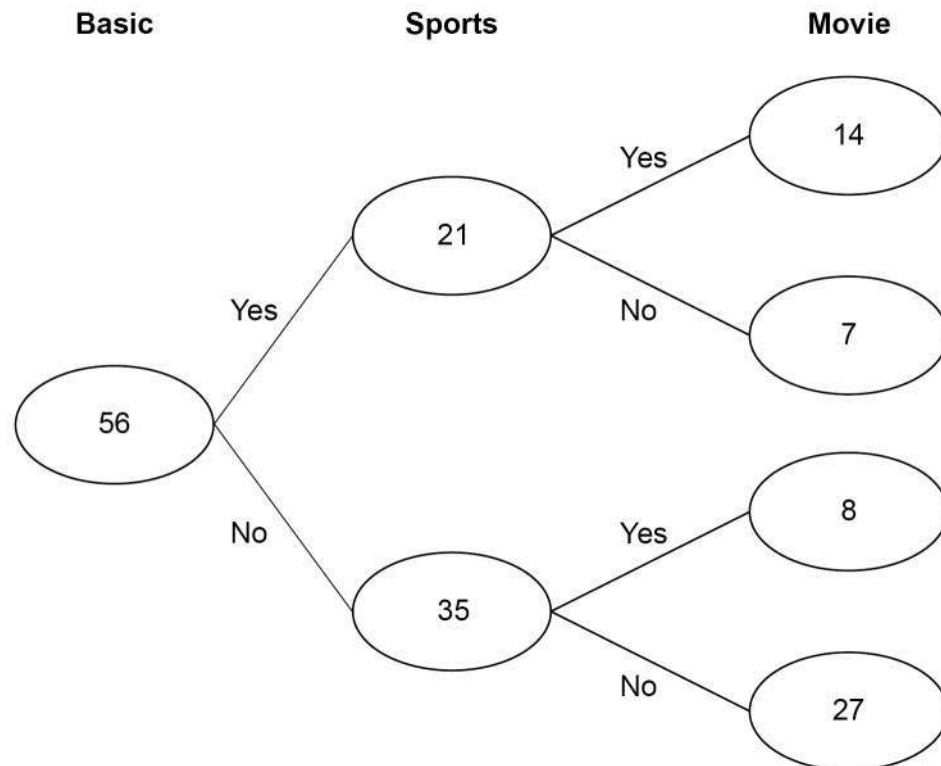 Basic Sports Movie
14
Yes
21
No
7
Yes
56
No
8
Yes
35
No
27